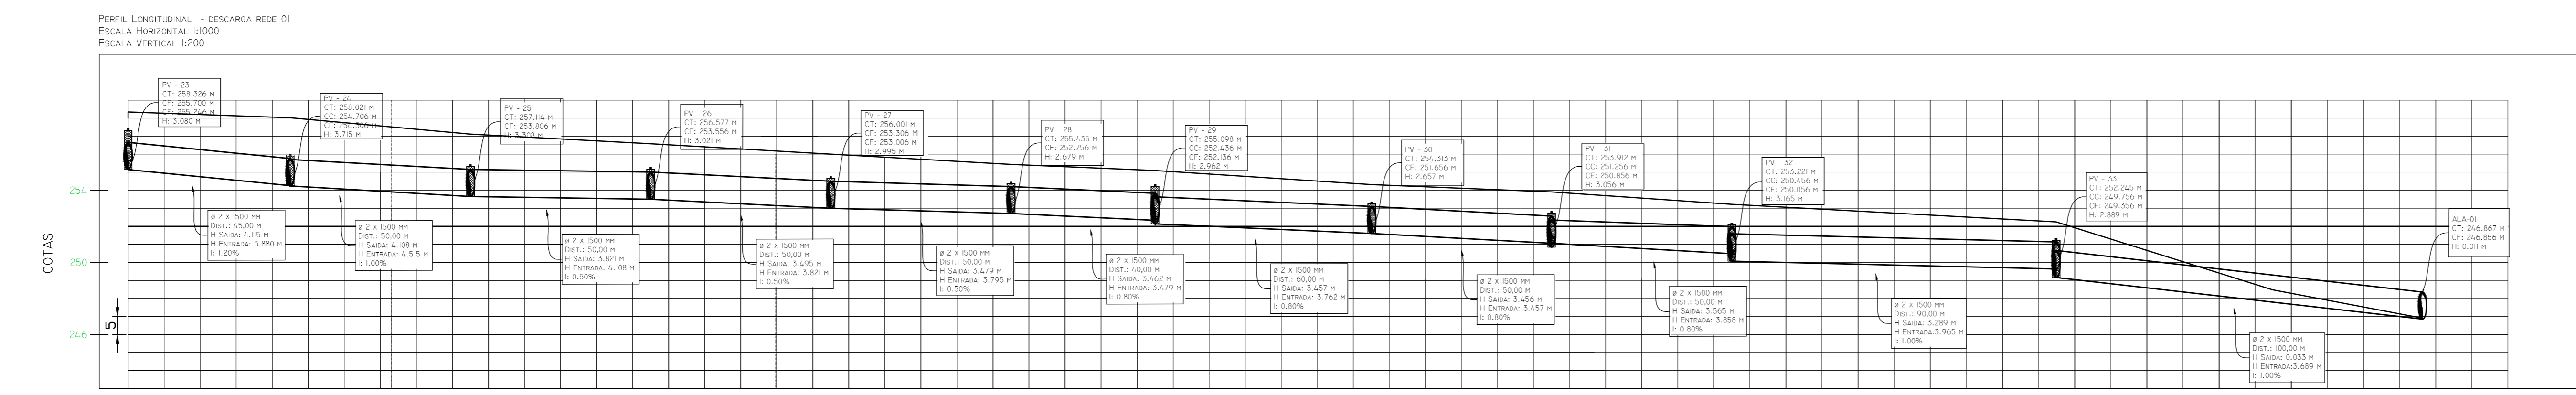 Perfil Longitudinal - descarga rede 01
Escala Horizontal 1:1000
Escala Vertical 1:200
PV - 23
CT: 258.326 m
CF: 255.700 m
CF: 255.246 m
H: 3.080 m
PV - 24
CT: 258.021 m
CC: 254.706 m
CF: 254.306 m
H: 3.715 m
PV - 25
CT: 257.114 m
CF: 253.806 m
H: 3.308 m
PV - 26
CT: 256.577 m
CF: 253.556 m
H: 3.021 m
PV - 27
CT: 256.001 m
CF: 253.306 m
CF: 253.006 m
H: 2.995 m
PV - 28
CT: 255.435 m
CF: 252.756 m
H: 2.679 m
PV - 29
CT: 255.098 m
CC: 252.436 m
CF: 252.136 m
H: 2.962 m
PV - 30
CT: 254.313 m
CF: 251.656 m
H: 2.657 m
PV - 31
CT: 253.912 m
CC: 251.256 m
CF: 250.856 m
H: 3.056 m
PV - 32
CT: 253.221 m
CC: 250.456 m
CF: 250.056 m
H: 3.165 m
PV - 33
CT: 252.245 m
CC: 249.756 m
CF: 249.356 m
H: 2.889 m
ALA-01
CT: 246.867 m
CF: 246.856 m
H: 0.011 m
COTAS
254
250
246
5
ø 2 x 1500 mm
Dist.: 45,00 m
H Saida: 4.115 m
H Entrada: 3.880 m
I: 1.20%
ø 2 x 1500 mm
Dist.: 50,00 m
H Saida: 4.108 m
H Entrada: 4.515 m
I: 1.00%
ø 2 x 1500 mm
Dist.: 50,00 m
H Saida: 3.821 m
H Entrada: 4.108 m
I: 0.50%
ø 2 x 1500 mm
Dist.: 50,00 m
H Saida: 3.495 m
H Entrada: 3.821 m
I: 0.50%
ø 2 x 1500 mm
Dist.: 50,00 m
H Saida: 3.479 m
H Entrada: 3.795 m
I: 0.50%
ø 2 x 1500 mm
Dist.: 40,00 m
H Saida: 3.462 m
H Entrada: 3.479 m
I: 0.80%
ø 2 x 1500 mm
Dist.: 60,00 m
H Saida: 3.457 m
H Entrada: 3.762 m
I: 0.80%
ø 2 x 1500 mm
Dist.: 50,00 m
H Saida: 3.456 m
H Entrada: 3.457 m
I: 0.80%
ø 2 x 1500 mm
Dist.: 50,00 m
H Saida: 3.565 m
H Entrada: 3.858 m
I: 0.80%
ø 2 x 1500 mm
Dist.: 90,00 m
H Saida: 3.289 m
H Entrada:3.965 m
I: 1.00%
ø 2 x 1500 mm
Dist.: 100,00 m
H Saida: 0.033 m
H Entrada:3.689 m
I: 1.00%